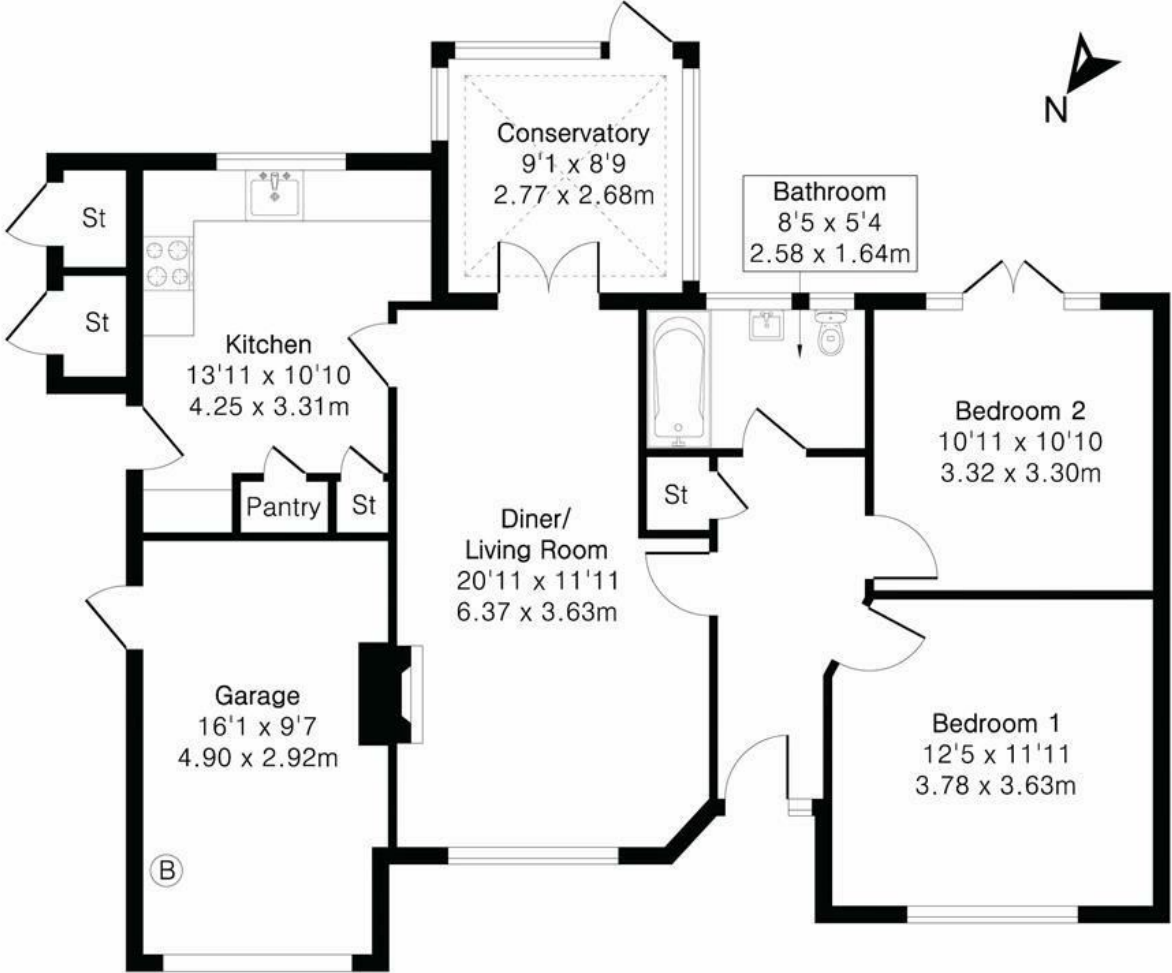 N
Conservatory
9'1 x 8'9
2.77 x 2.68m
Bathroom
8'5 x 5'4
2.58 x 1.64m
St
St
Kitchen
13'11 x 10'10
4.25 x 3.31m
Bedroom 2
10'11 x 10'10
3.32 x 3.30m
Pantry
St
St
Diner/
Living Room
20'11 x 11'11
6.37 x 3.63m
Garage
16'1 x 9'7
4.90 x 2.92m
Bedroom 1
12'5 x 11'11
3.78 x 3.63m
B